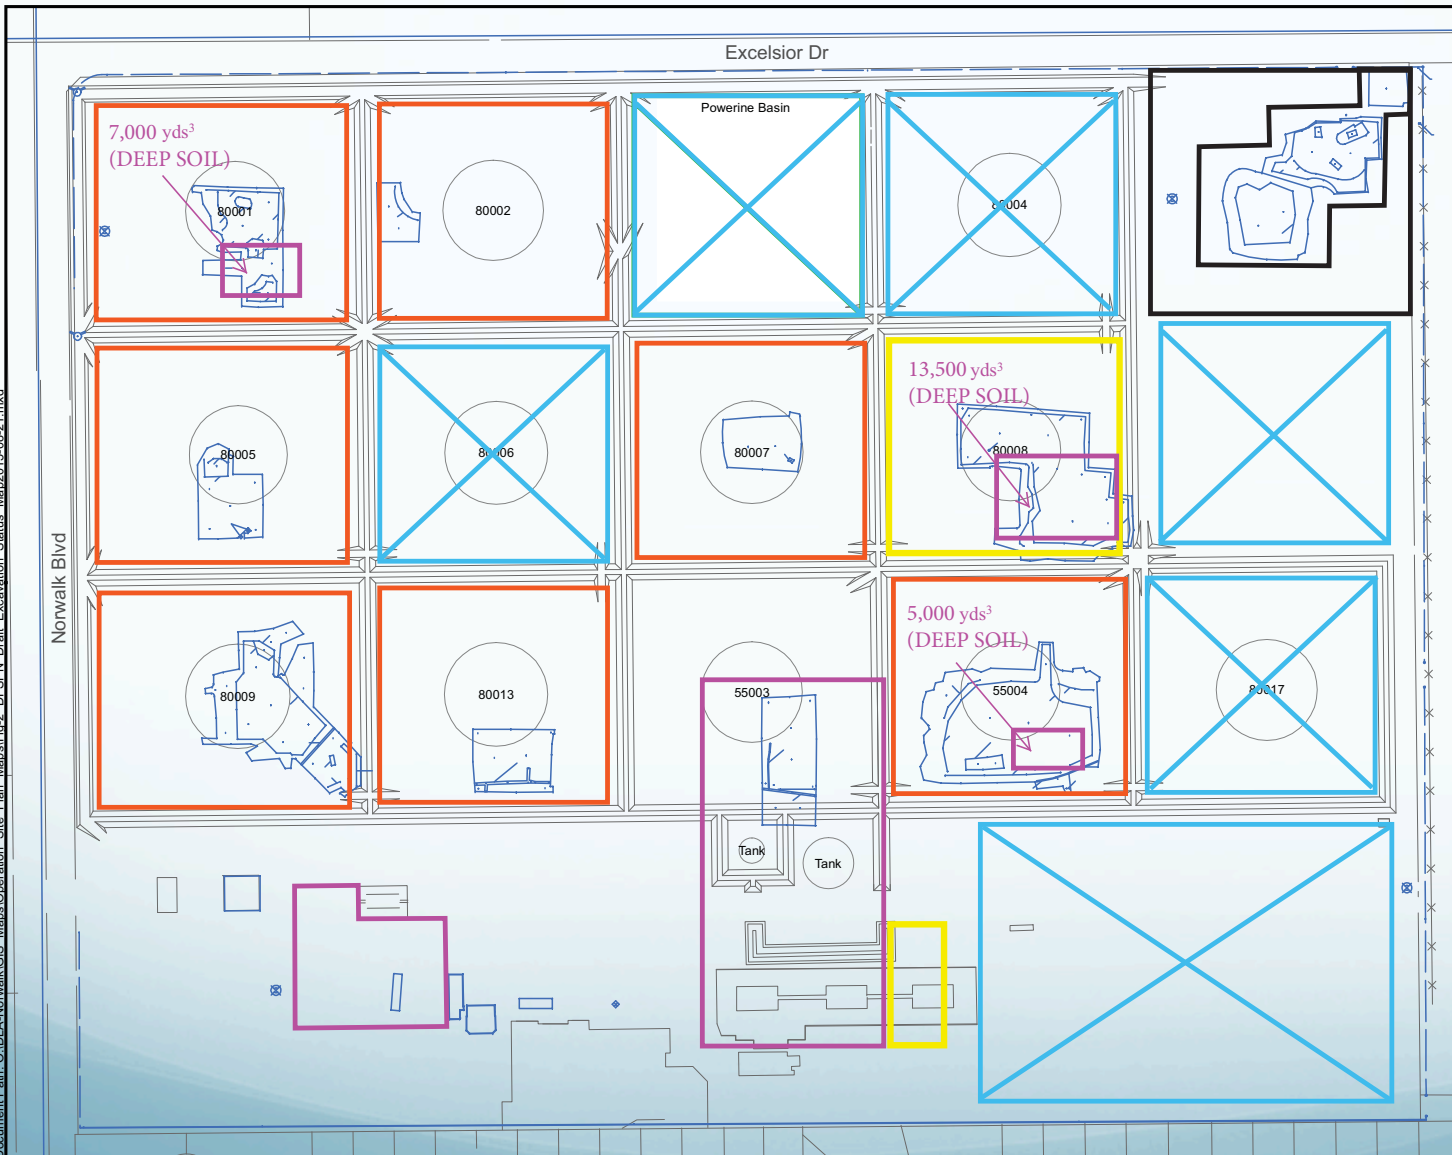 Excelsior Dr
Powerine Basin
7,000 yds³
(DEEP SOIL)
80001
80002
80004
13,500 yds³
(DEEP SOIL)
80005
80006
80007
80008
Norwalk Blvd
5,000 yds³
(DEEP SOIL)
80009
80013
55003
55004
80017
Tank
Tank